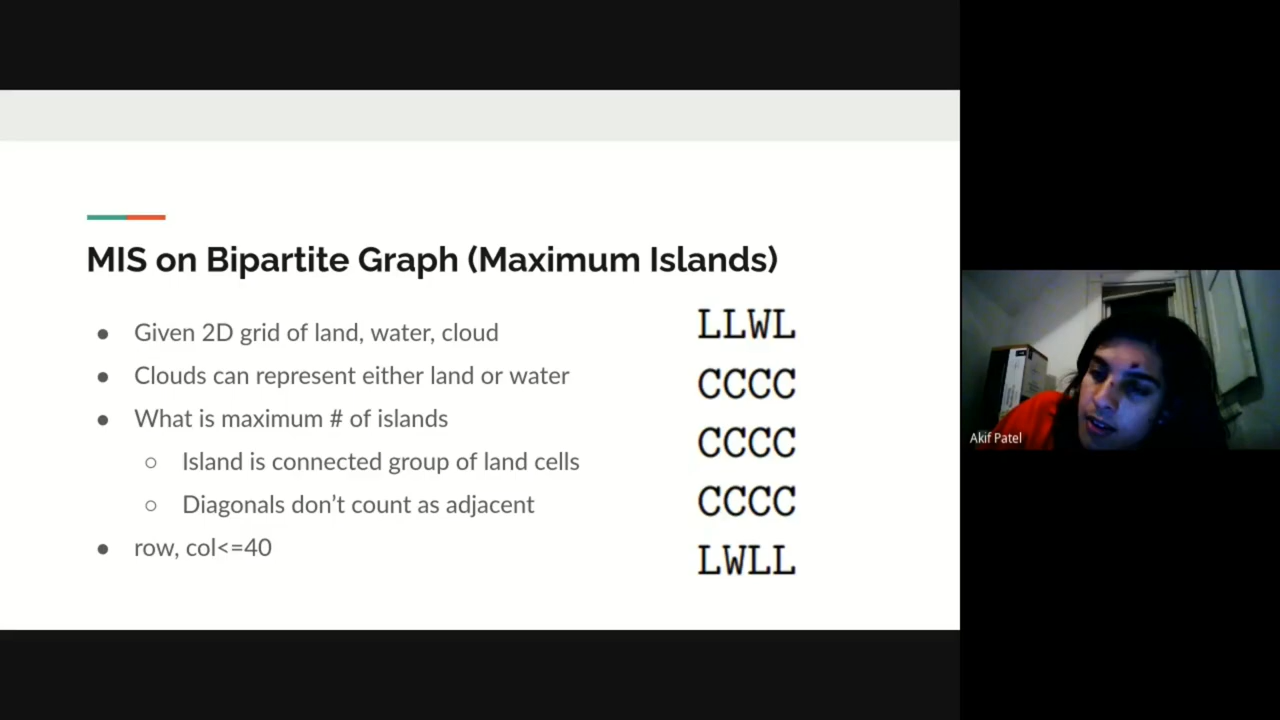 MIS on Bipartite Graph (Maximum Islands)
● Given 2D grid of land, water, cloud
● Clouds can represent either land or water
● What is maximum # of islands
○ Island is connected group of land cells
○ Diagonals don’t count as adjacent
● row, col<=40
LLWL
CCCC
CCCC
CCCC
LWLL
Akif Patel